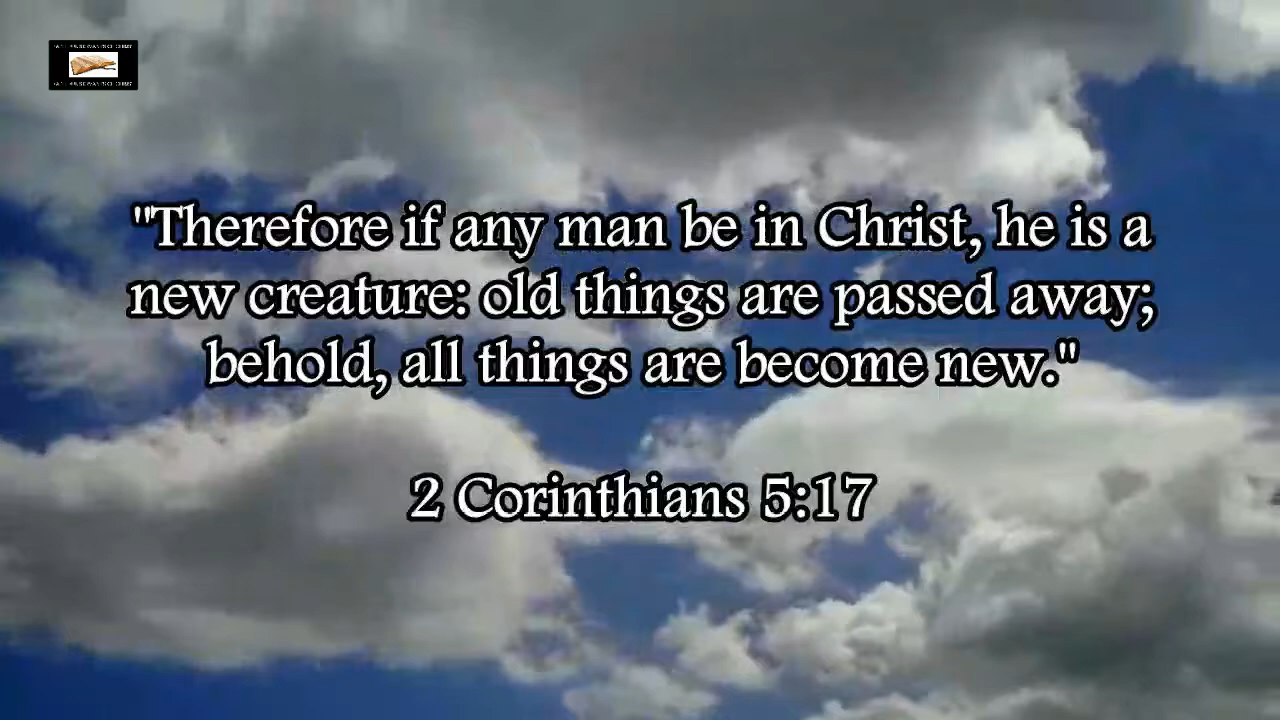 "Therefore if any man be in Christ, he is a
new creature: old things are passed away;
behold, all things are become new."
2 Corinthians 5:17